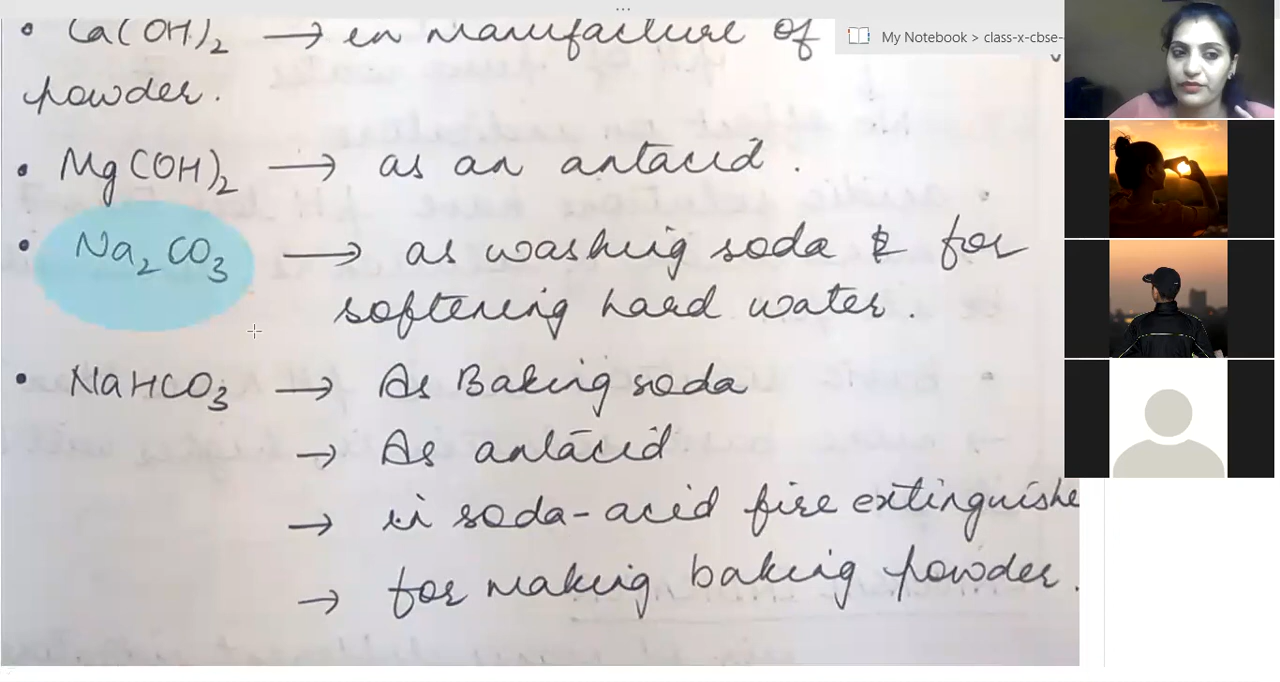 • Ca(OH)₂ → in manufacture of
powder.
• Mg(OH)₂ → as an antacid.
• Na₂CO₃ → as washing soda & for
softening hard water.
• NaHCO₃ → As Baking soda
→ As antacid
→ in soda-acid fire extinguishe
→ for making baking powder.
My Notebook > class-x-cbse-